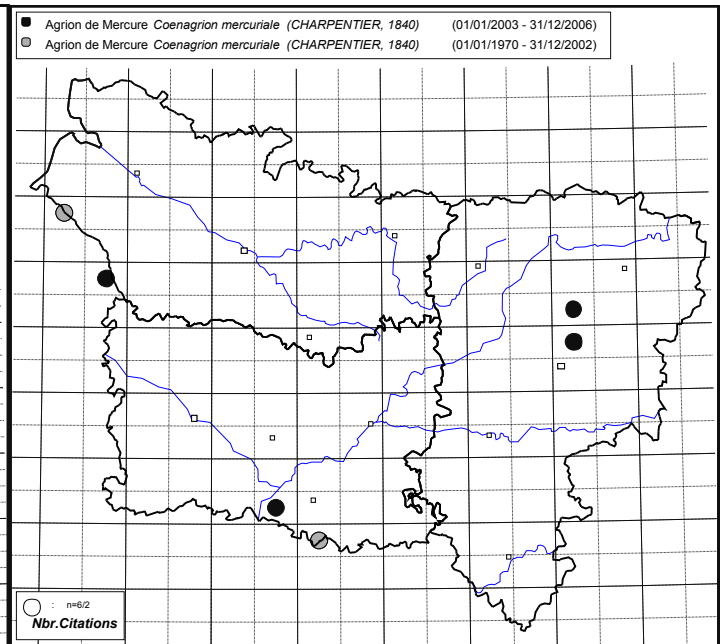 Agrion de Mercure Coenagrion mercuriale (CHARPENTIER, 1840) (01/01/2003 - 31/12/2006)
Agrion de Mercure Coenagrion mercuriale (CHARPENTIER, 1840) (01/01/1970 - 31/12/2002)
: n=6/2
Nbr.Citations